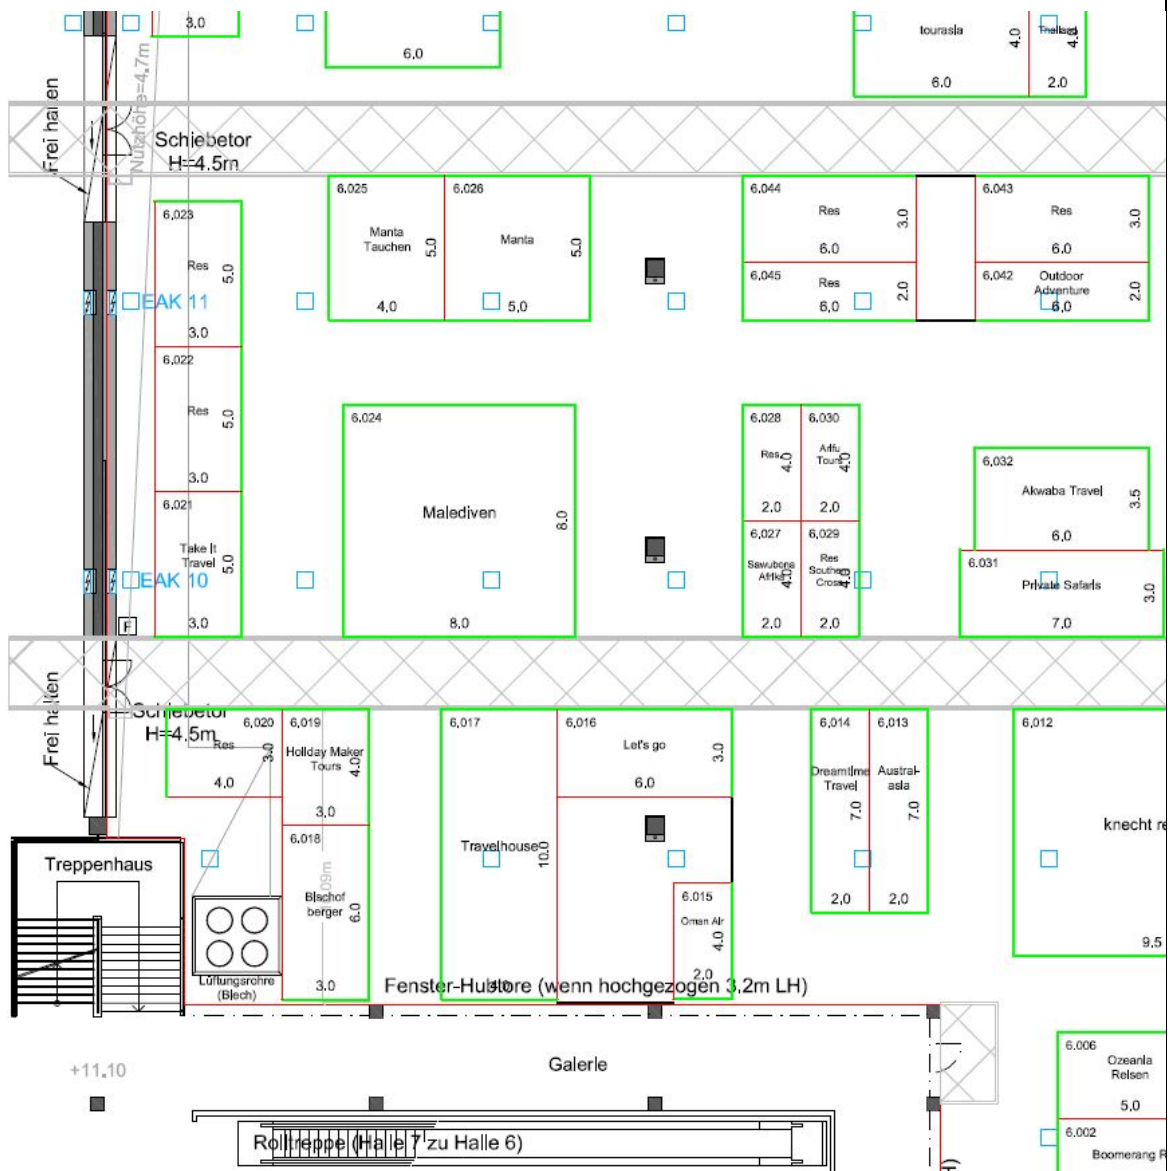 3.0
6.0
tourasia
4.0
Thailand
4.0
6.0
2.0
Frei halten
Nutzhöhe=4.7m
Schiebetor
H=4.5m
6.023
Res
5.0
3.0
EAK 11
6.025
Manta
Tauchen
5.0
4.0
6.026
Manta
5.0
5.0
6.044
Res
3.0
6.0
6.045
Res
2.0
6.0
6.043
Res
3.0
6.0
6.042
Outdoor
Adventure
2.0
6.0
6.022
Res
5.0
3.0
6.021
Take It
Travel
5.0
3.0
EAK 10
F
6.024
Malediven
8.0
8.0
6.028
Res
4.0
2.0
6.030
Arifu
Tours
4.0
2.0
6.027
Sawubona
Afrika
4.0
2.0
6.029
Res
Southern
Cross
4.0
2.0
6.032
Akwaba Travel
3.5
6.0
6.031
Private Safaris
3.0
7.0
Frei halten
Schiebetor
H=4.5m
6.020
Res
3.0
4.0
6.019
Holiday Maker
Tours
4.0
3.0
6.018
Bischof
berger
6.0
3.0
6.017
Travelhouse
10.0
4.0
6.016
Let's go
3.0
6.0
6.015
Oman Air
4.0
2.0
6.014
Dreamtime
Travel
7.0
2.0
6.013
Austral-
asia
7.0
2.0
6.012
knecht re
9.5
Treppenhaus
Lüftungsrohre
(Blech)
Fenster-Hubtore (wenn hochgezogen 3.2m LH)
Galerie
+11.10
Rolltreppe (Halle 7 zu Halle 6)
6.006
Ozeania
Reisen
5.0
6.002
Boomerang R